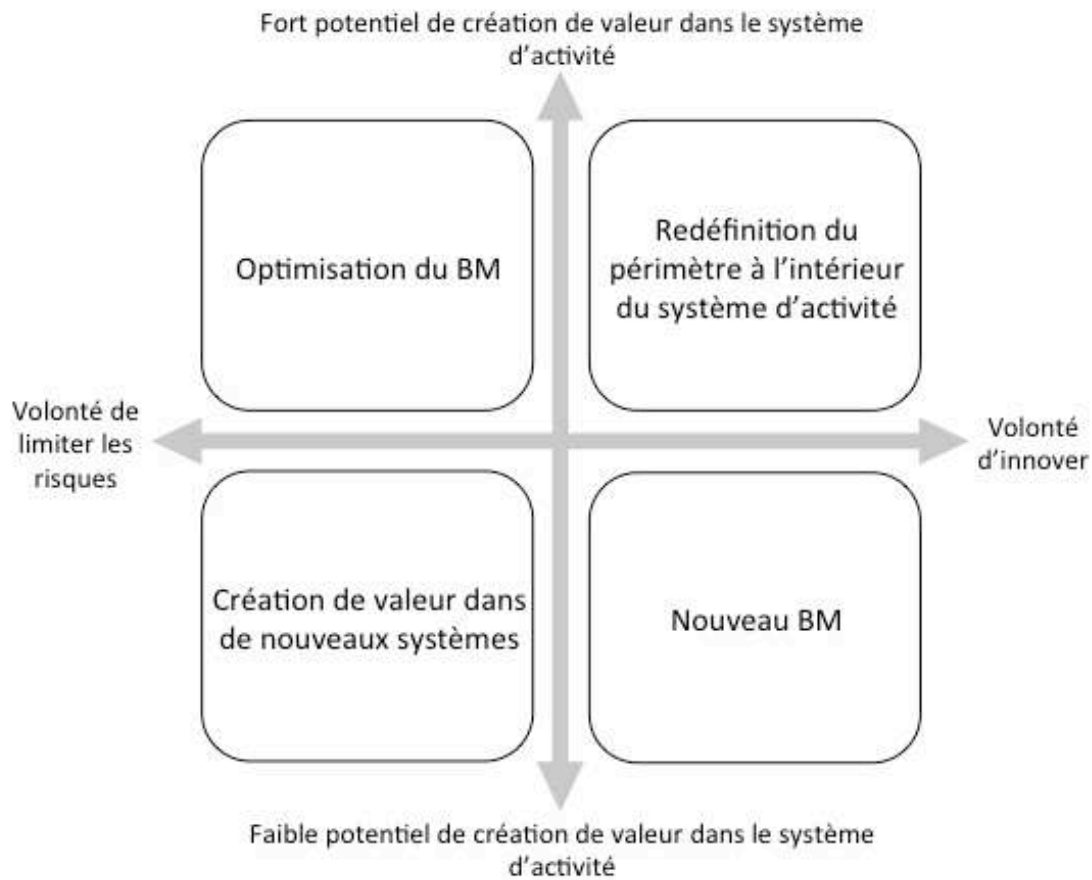 Fort potentiel de création de valeur dans le système
d'activité
Optimisation du BM
Redéfinition du
périmètre à l'intérieur
du système d'activité
Volonté de
limiter les
risques
Volonté
d'innover
Création de valeur dans
de nouveaux systèmes
Nouveau BM
Faible potentiel de création de valeur dans le système
d'activité